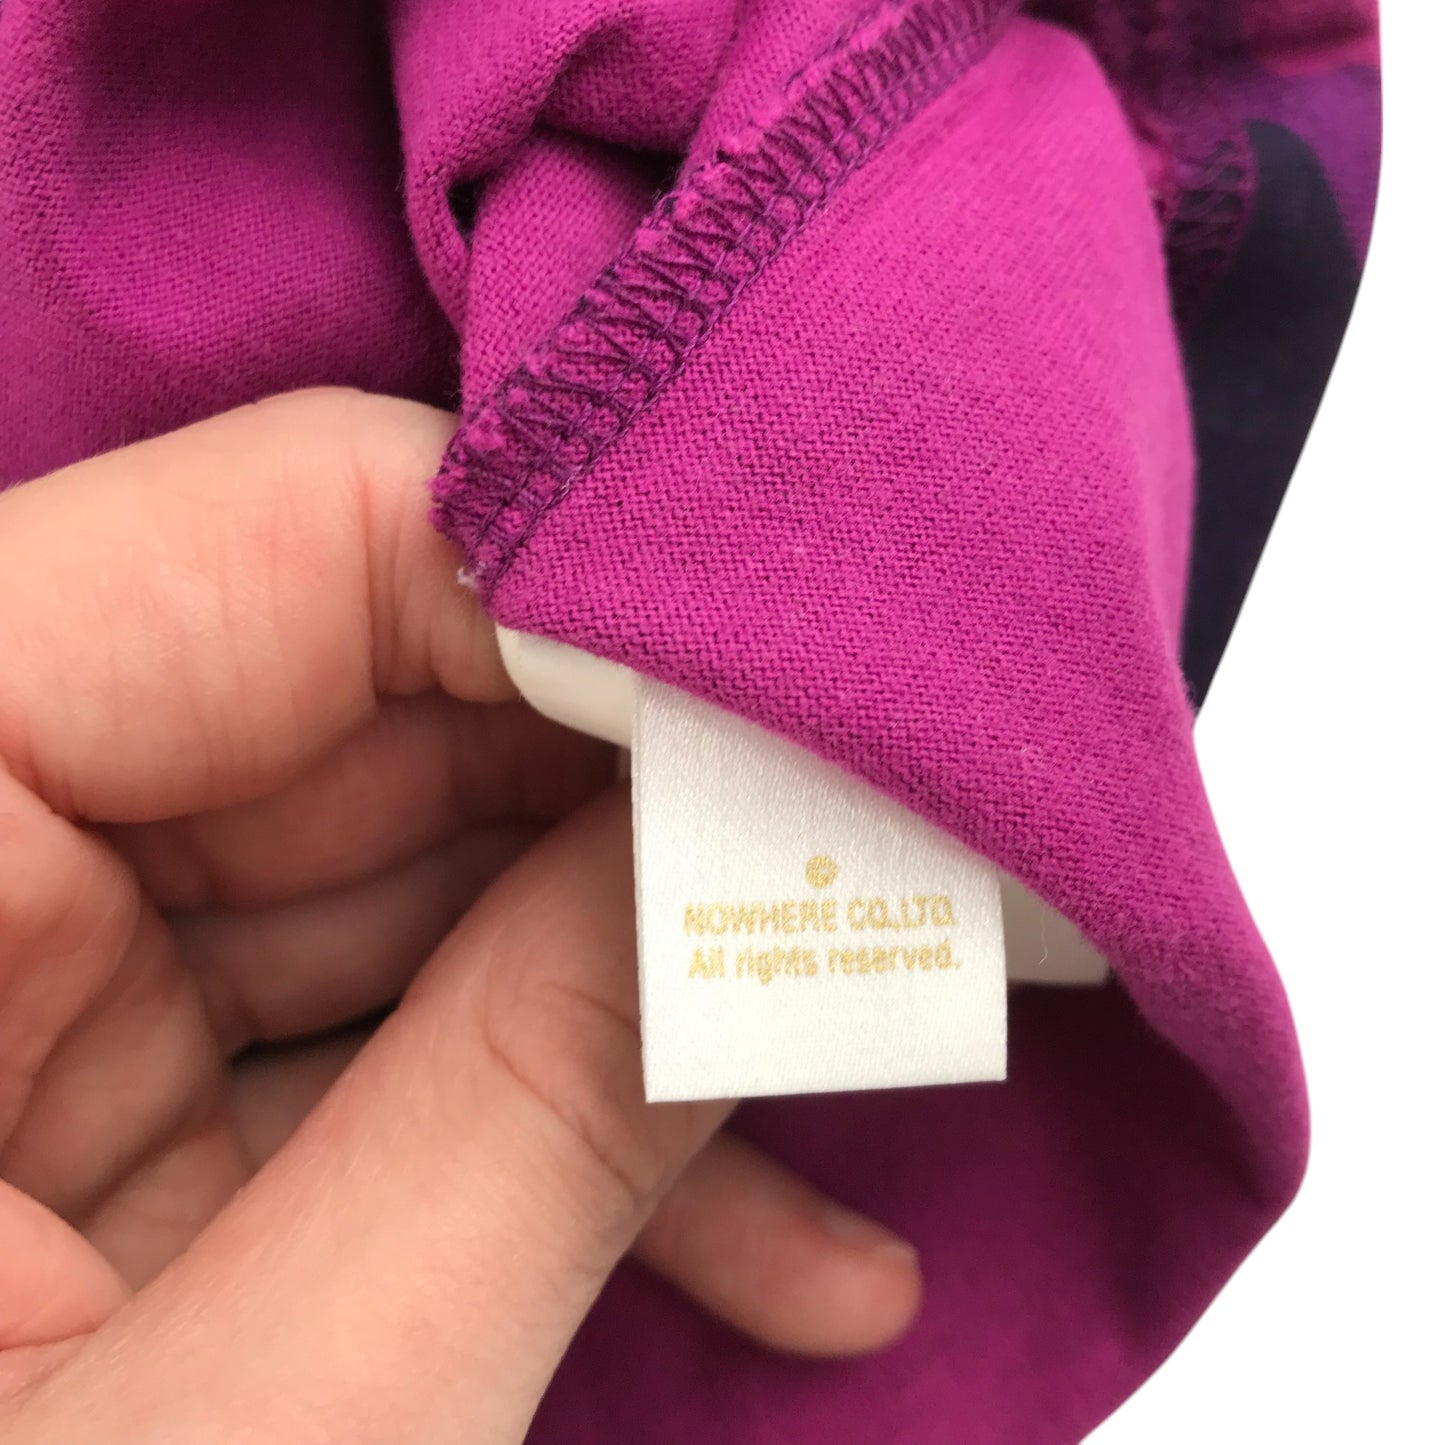 ©
NOWHERE CO.,LTD.
All rights reserved.